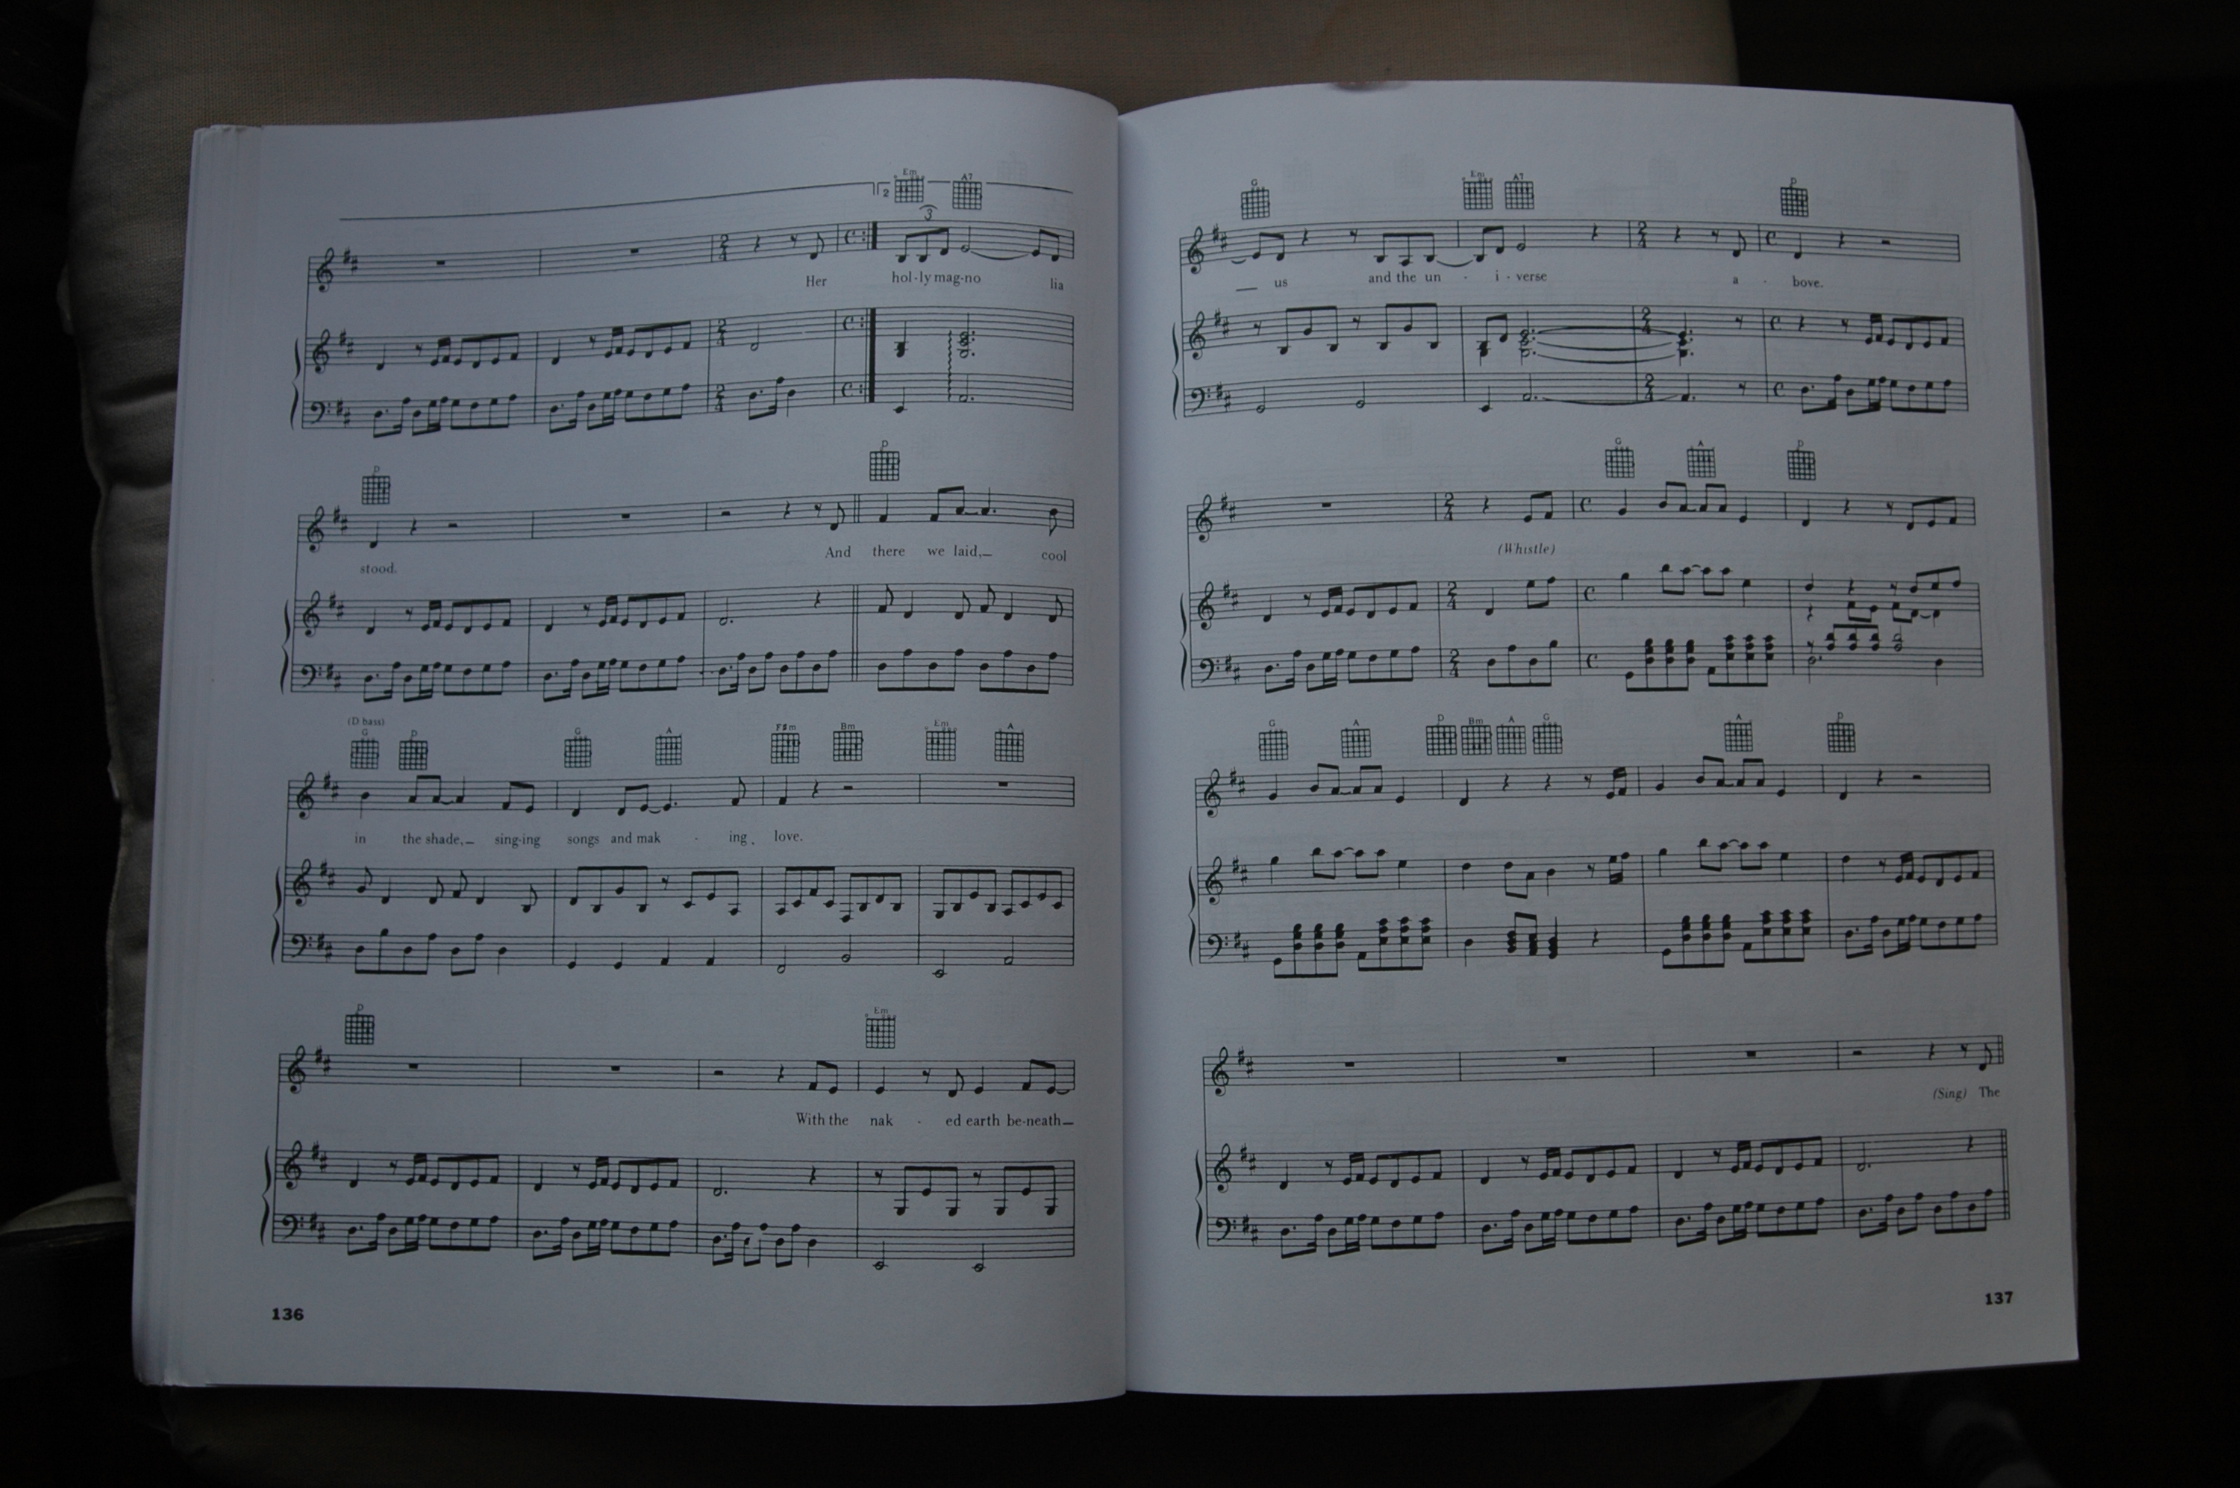 2 Em A7
3
Her hol-ly mag-no lia
D D
And there we laid,— cool
stood.
(D bass)
G D G A F♯m Bm Em A
in the shade,— sing-ing songs and mak - ing love.
D Em
With the nak - ed earth be-neath—
136
G Em A7 D
— us and the un - i - verse a - bove.
G A D
(Whistle)
G A D Bm A G A D
(Sing) The
137